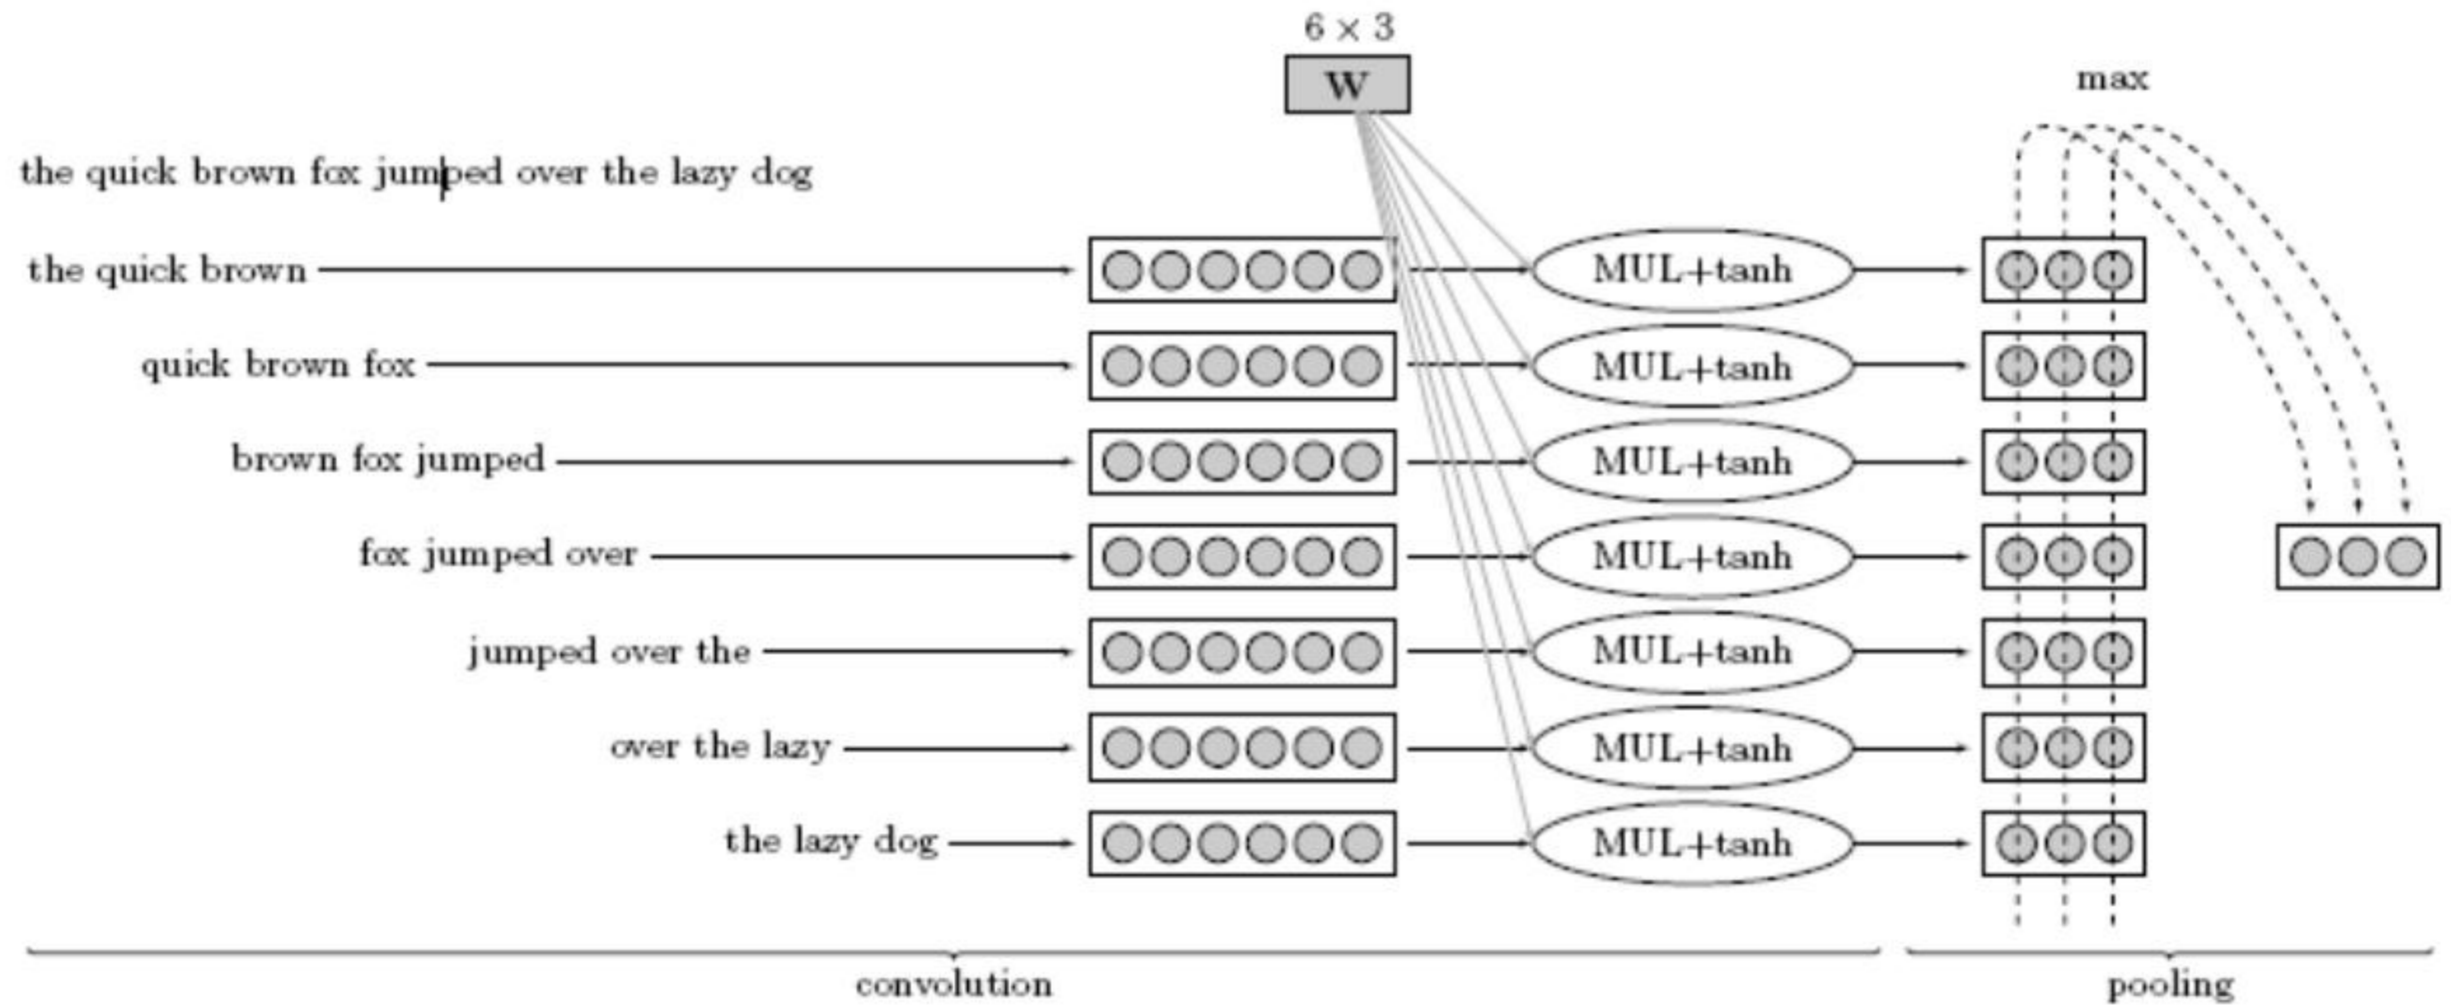 6 × 3
W
max
the quick brown fox jumped over the lazy dog
the quick brown MUL+tanh
quick brown fox MUL+tanh
brown fox jumped MUL+tanh
fox jumped over MUL+tanh
jumped over the MUL+tanh
over the lazy MUL+tanh
the lazy dog MUL+tanh
convolution pooling